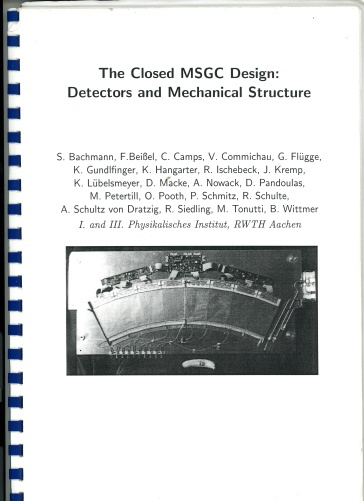 The Closed MSGC Design:
Detectors and Mechanical Structure
S. Bachmann, F.Beißel, C. Camps, V. Commichau, G. Flügge,
K. Gundlfinger, K. Hangarter, R. Ischebeck, J. Kremp,
K. Lübelsmeyer, D. Macke, A. Nowack, D. Pandoulas,
M. Petertill, O. Pooth, P. Schmitz, R. Schulte,
A. Schultz von Dratzig, R. Siedling, M. Tonutti, B. Wittmer
I. and III. Physikalisches Institut, RWTH Aachen